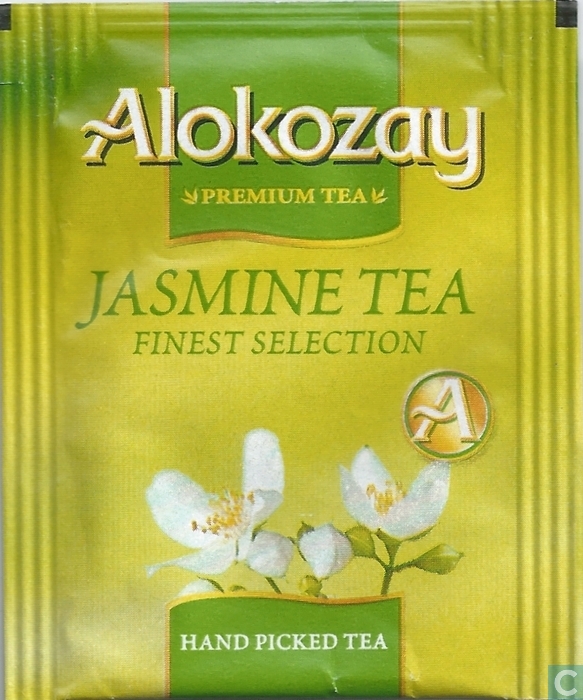 Alokozay
PREMIUM TEA
JASMINE TEA
FINEST SELECTION
A
HAND PICKED TEA
C